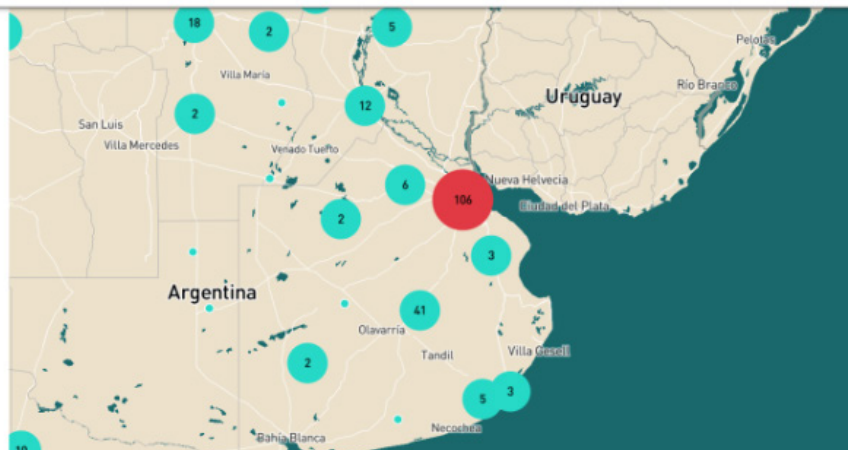 18
2
5
Pelotas
Villa María
Río Branco
Uruguay
12
2
San Luis
Villa Mercedes
Venado Tuerto
Nueva Helvecia
6
106
Ciudad del Plata
2
3
Argentina
41
Olavarría
Tandil
Villa Gesell
2
3
5
Necochea
Bahía Blanca